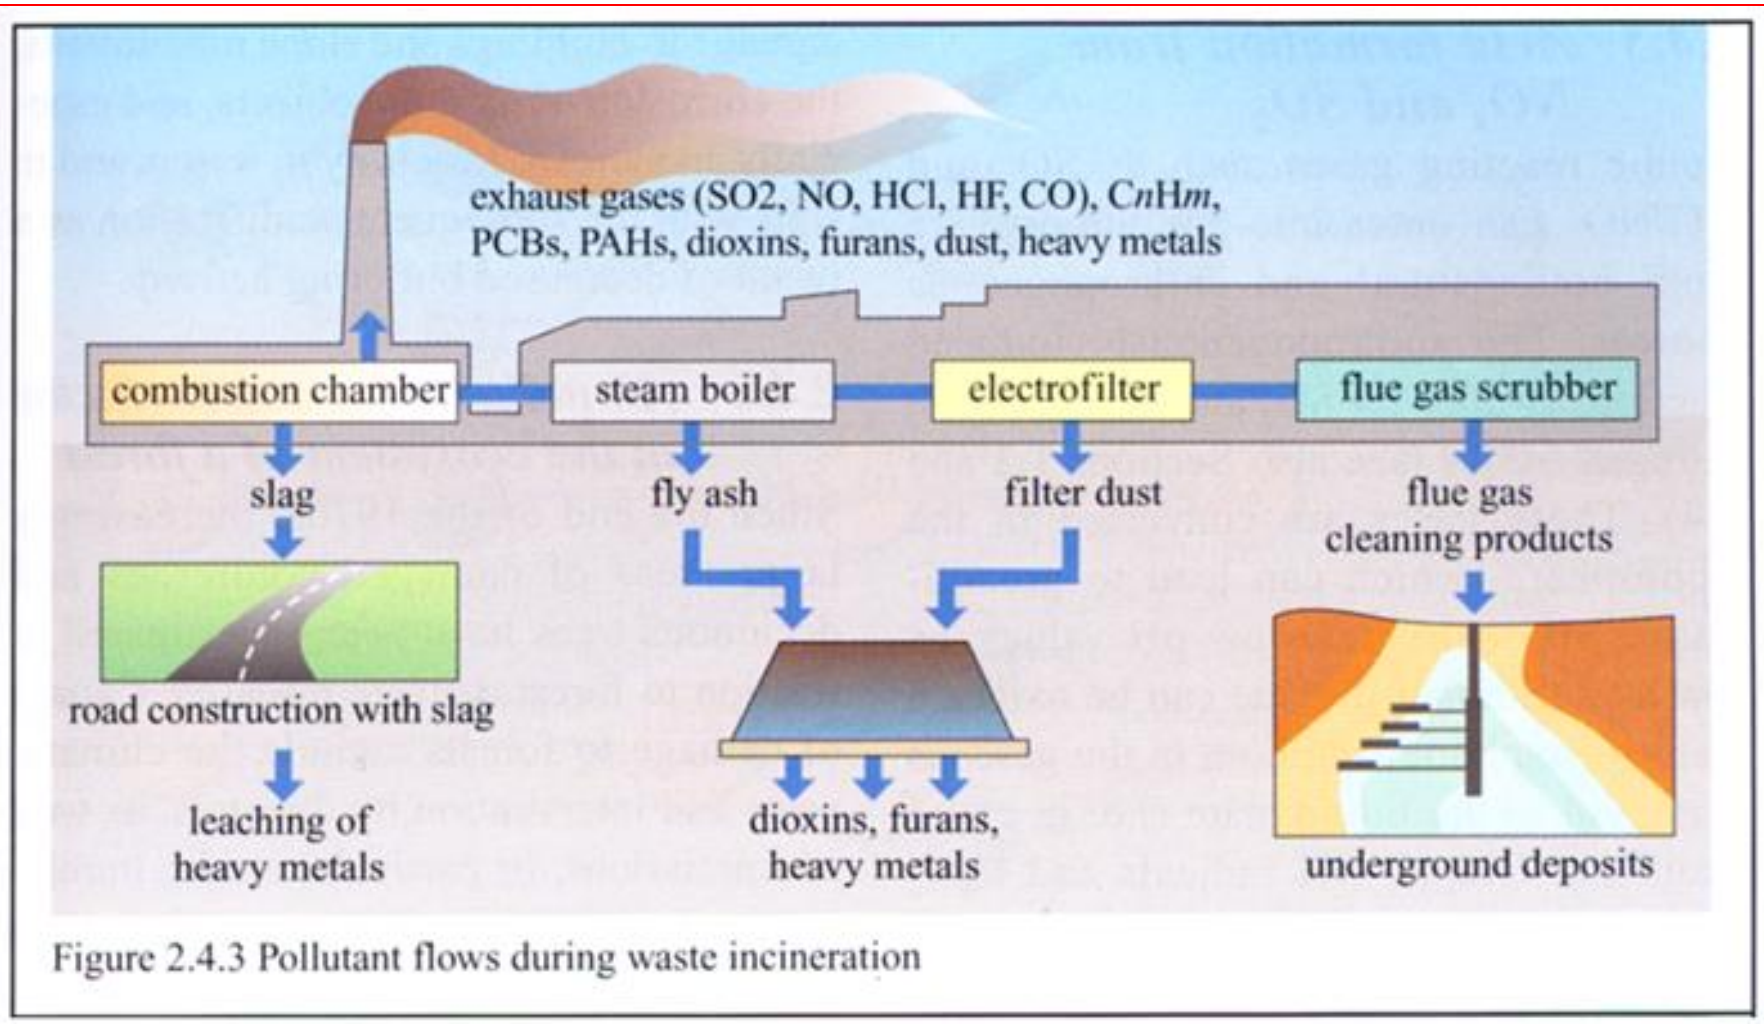 exhaust gases (SO2, NO, HCl, HF, CO), CnHm,
PCBs, PAHs, dioxins, furans, dust, heavy metals
combustion chamber
steam boiler
electrofilter
flue gas scrubber
slag
fly ash
filter dust
flue gas
cleaning products
road construction with slag
leaching of
heavy metals
dioxins, furans,
heavy metals
underground deposits
Figure 2.4.3 Pollutant flows during waste incineration